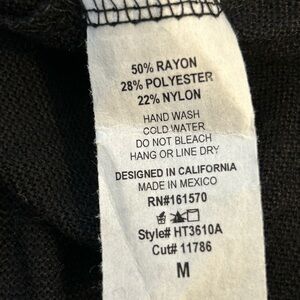 50% RAYON
28% POLYESTER
22% NYLON
HAND WASH
COLD WATER
DO NOT BLEACH
HANG OR LINE DRY
DESIGNED IN CALIFORNIA
MADE IN MEXICO
RN#161570
Style# HT3610A
Cut# 11786
M